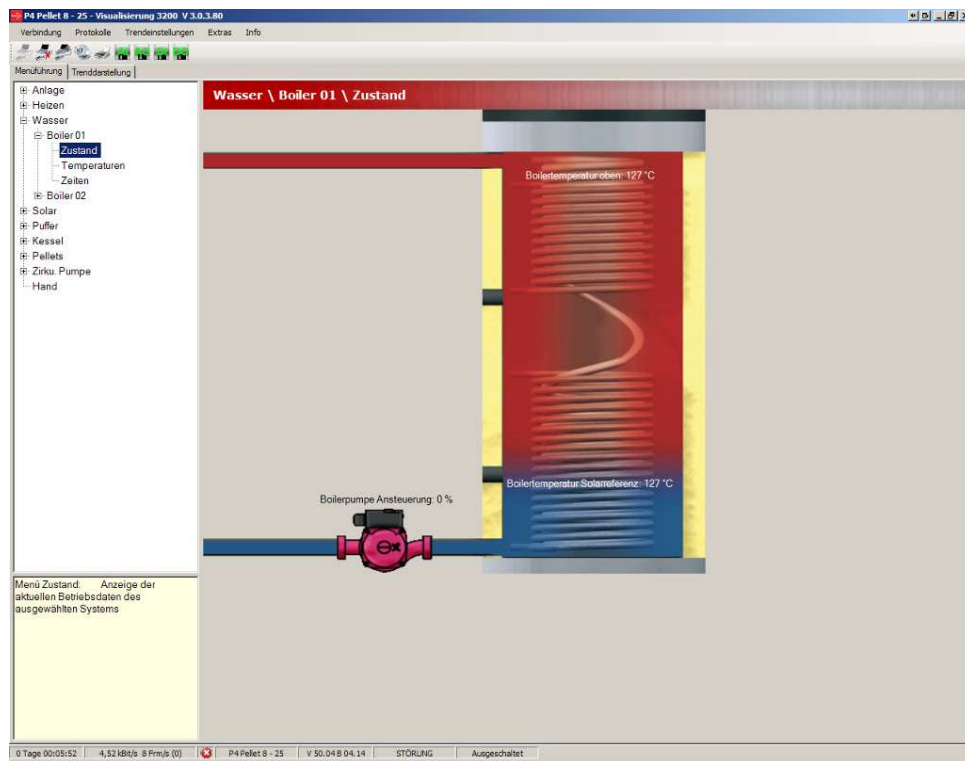 P4 Pellet 8 - 25 - Visualisierung 3200 V 3.0.3.80
Verbindung Protokolle Trendeinstellungen Extras Info
Menüführung Trenddarstellung
Anlage
Heizen
Wasser
Boiler 01
Zustand
Temperaturen
Zeiten
Boiler 02
Solar
Puffer
Kessel
Pellets
Zirku. Pumpe
Hand
Wasser \ Boiler 01 \ Zustand
Boilertemperatur oben: 127 °C
Boilertemperatur Solarreferenz: 127 °C
Boilerpumpe Ansteuerung: 0 %
Menü Zustand: Anzeige der
aktuellen Betriebsdaten des
ausgewählten Systems
0 Tage 00:05:52 4,52 kBit/s 8 Frm/s (0) P4 Pellet 8 - 25 V 50.04 B 04.14 STÖRUNG Ausgeschaltet